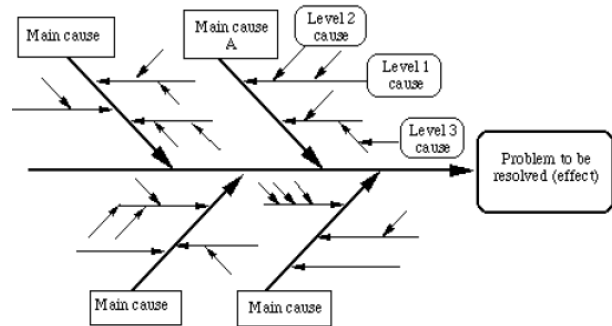 Main cause
Main cause
A
Level 2
cause
Level 1
cause
Level 3
cause
Problem to be
resolved (effect)
Main cause
Main cause